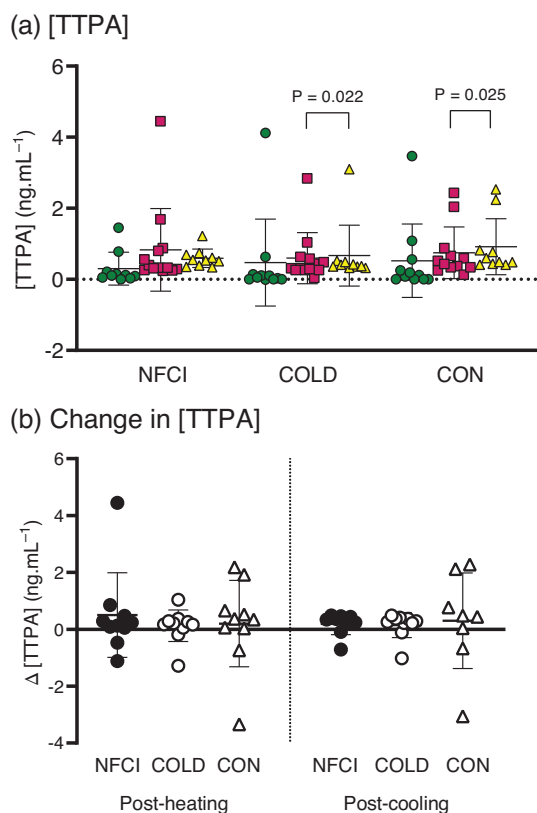 (a) [TTPA]
6
P = 0.022
P = 0.025
4
[TTPA] (ng.mL⁻¹)
2
0
-2
NFCI COLD CON
(b) Change in [TTPA]
6
4
Δ [TTPA] (ng.mL⁻¹)
2
0
-2
-4
NFCI COLD CON NFCI COLD CON
Post-heating Post-cooling